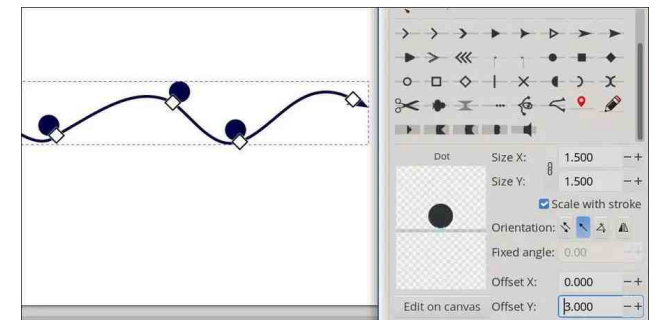 Dot
Size X: 1.500 −+
Size Y: 1.500 −+
Scale with stroke
Orientation:
Fixed angle: 0.00 −+
Offset X: 0.000 −+
Edit on canvas Offset Y: 3.000 −+